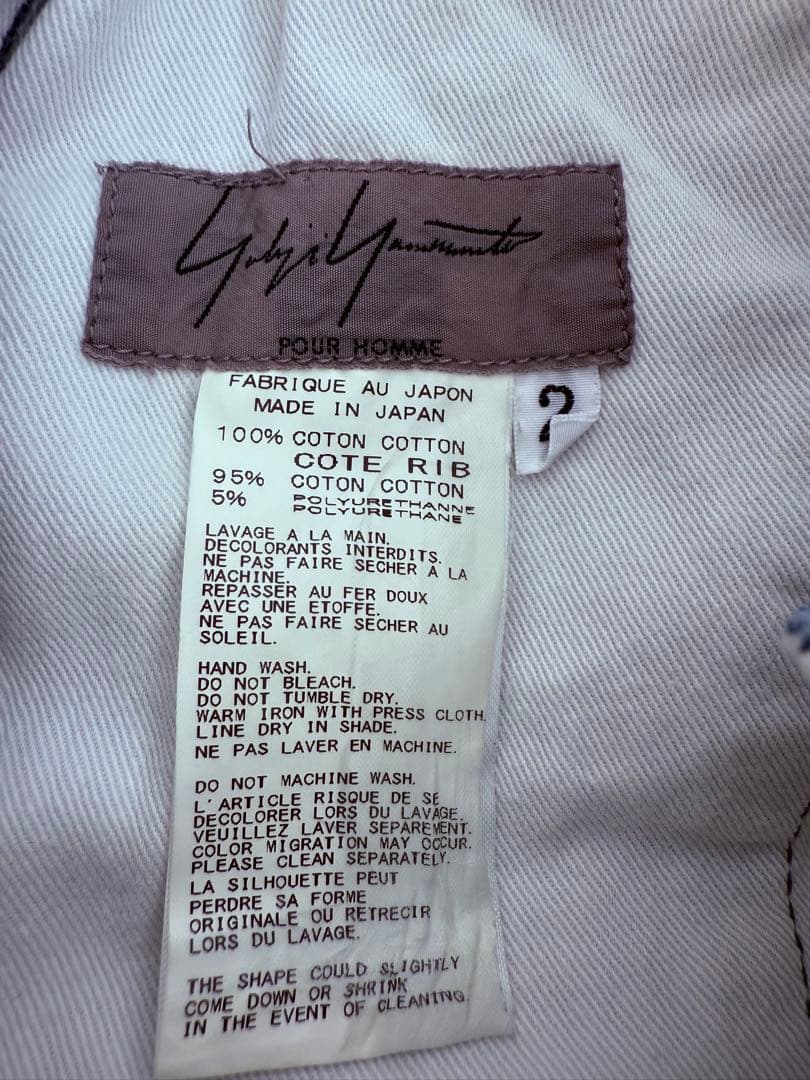 Yohji Yamamoto
POUR HOMME
FABRIQUE AU JAPON
MADE IN JAPAN
2
100% COTON COTTON
COTE RIB
95% COTON COTTON
5% POLYURETHANNE
POLYURETHANE
LAVAGE A LA MAIN.
DECOLORANTS INTERDITS.
NE PAS FAIRE SECHER A LA
MACHINE.
REPASSER AU FER DOUX
AVEC UNE ETOFFE.
NE PAS FAIRE SECHER AU
SOLEIL.
HAND WASH.
DO NOT BLEACH.
DO NOT TUMBLE DRY.
WARM IRON WITH PRESS CLOTH.
LINE DRY IN SHADE.
NE PAS LAVER EN MACHINE.
DO NOT MACHINE WASH.
L'ARTICLE RISQUE DE SE
DECOLORER LORS DU LAVAGE.
VEUILLEZ LAVER SEPAREMENT.
COLOR MIGRATION MAY OCCUR.
PLEASE CLEAN SEPARATELY.
LA SILHOUETTE PEUT
PERDRE SA FORME
ORIGINALE OU RETRECIR
LORS DU LAVAGE.
THE SHAPE COULD SLIGHTLY
COME DOWN OR SHRINK
IN THE EVENT OF CLEANING.